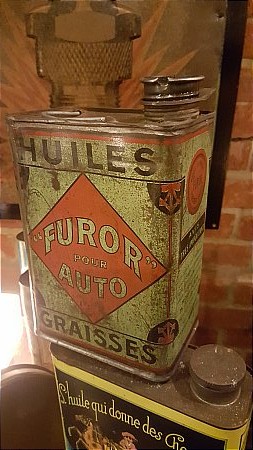 HUILES
"FUROR"
POUR
AUTO
GRAISSES
L'huile qui donne des